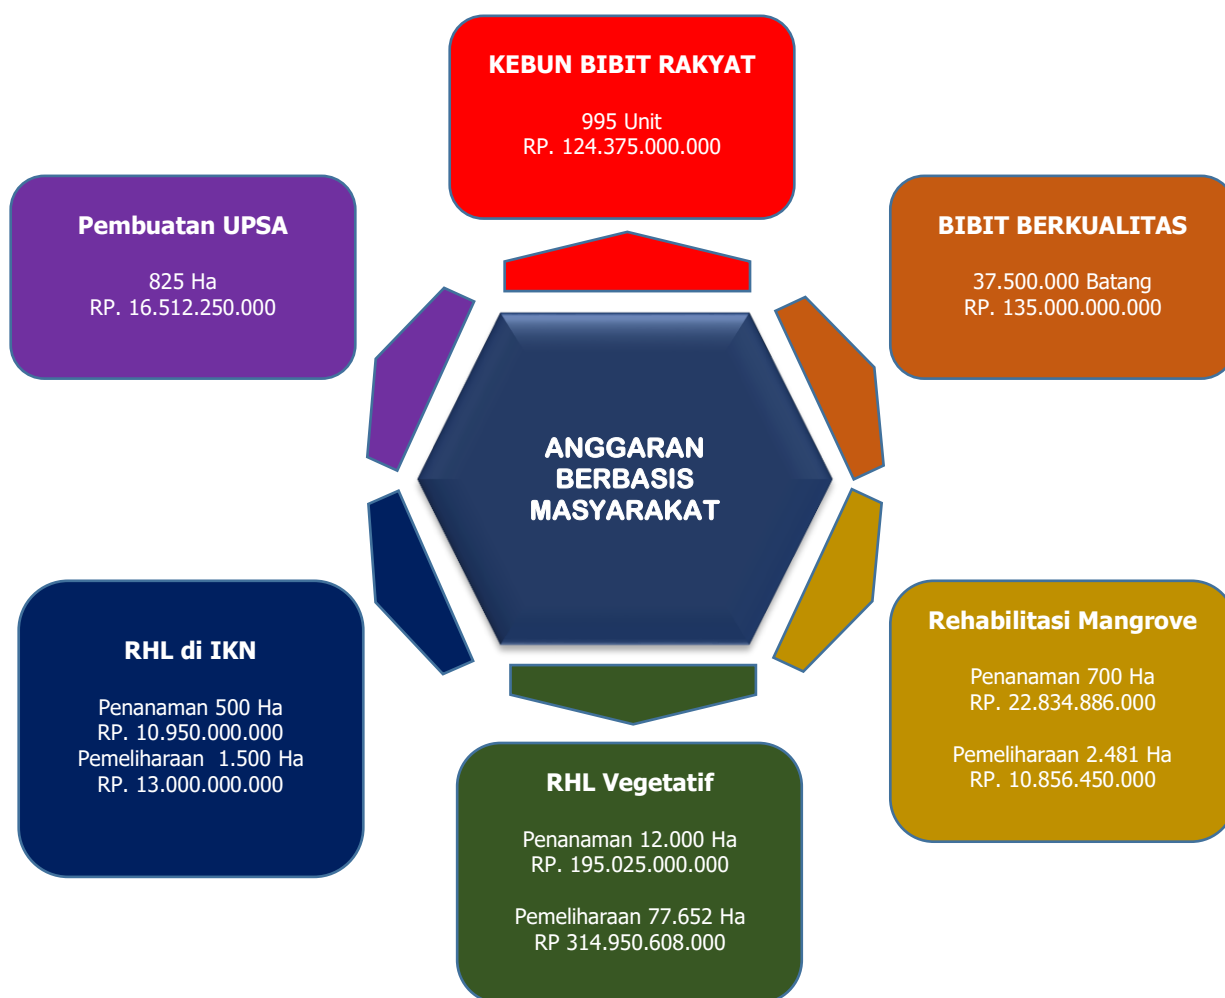 KEBUN BIBIT RAKYAT
995 Unit
RP. 124.375.000.000
Pembuatan UPSA
825 Ha
RP. 16.512.250.000
BIBIT BERKUALITAS
37.500.000 Batang
RP. 135.000.000.000
ANGGARAN
BERBASIS
MASYARAKAT
RHL di IKN
Penanaman 500 Ha
RP. 10.950.000.000
Pemeliharaan  1.500 Ha
RP. 13.000.000.000
Rehabilitasi Mangrove
Penanaman 700 Ha
RP. 22.834.886.000
Pemeliharaan 2.481 Ha
RP. 10.856.450.000
RHL Vegetatif
Penanaman 12.000 Ha
RP. 195.025.000.000
Pemeliharaan 77.652 Ha
RP 314.950.608.000